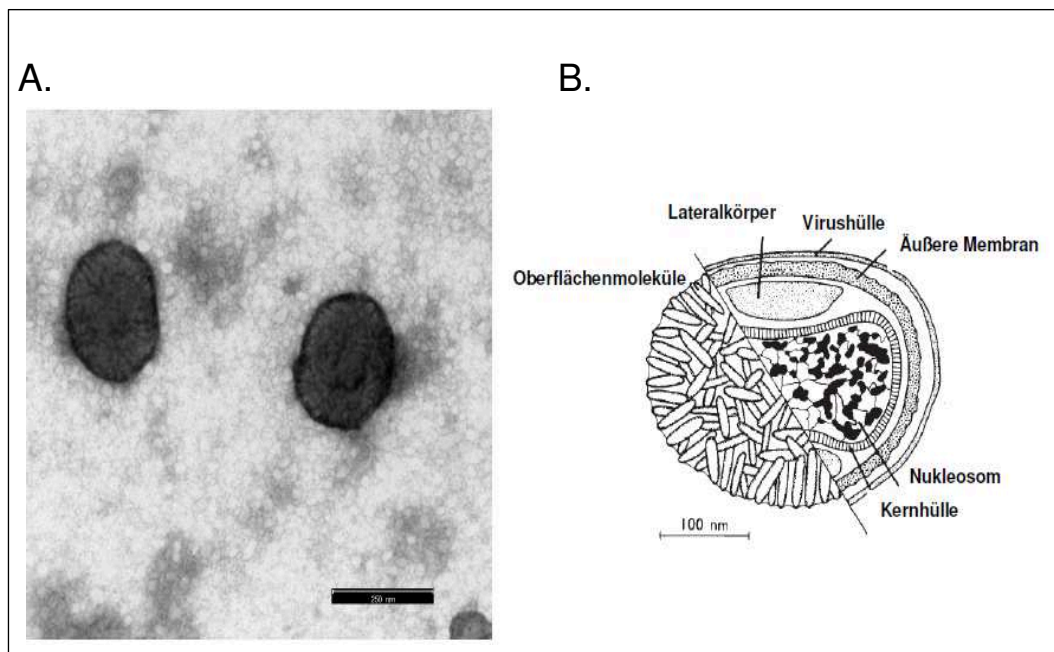 A.
B.
Lateralkörper
Virushülle
Äußere Membran
Oberflächenmoleküle
Nukleosom
Kernhülle
100 nm
250 nm